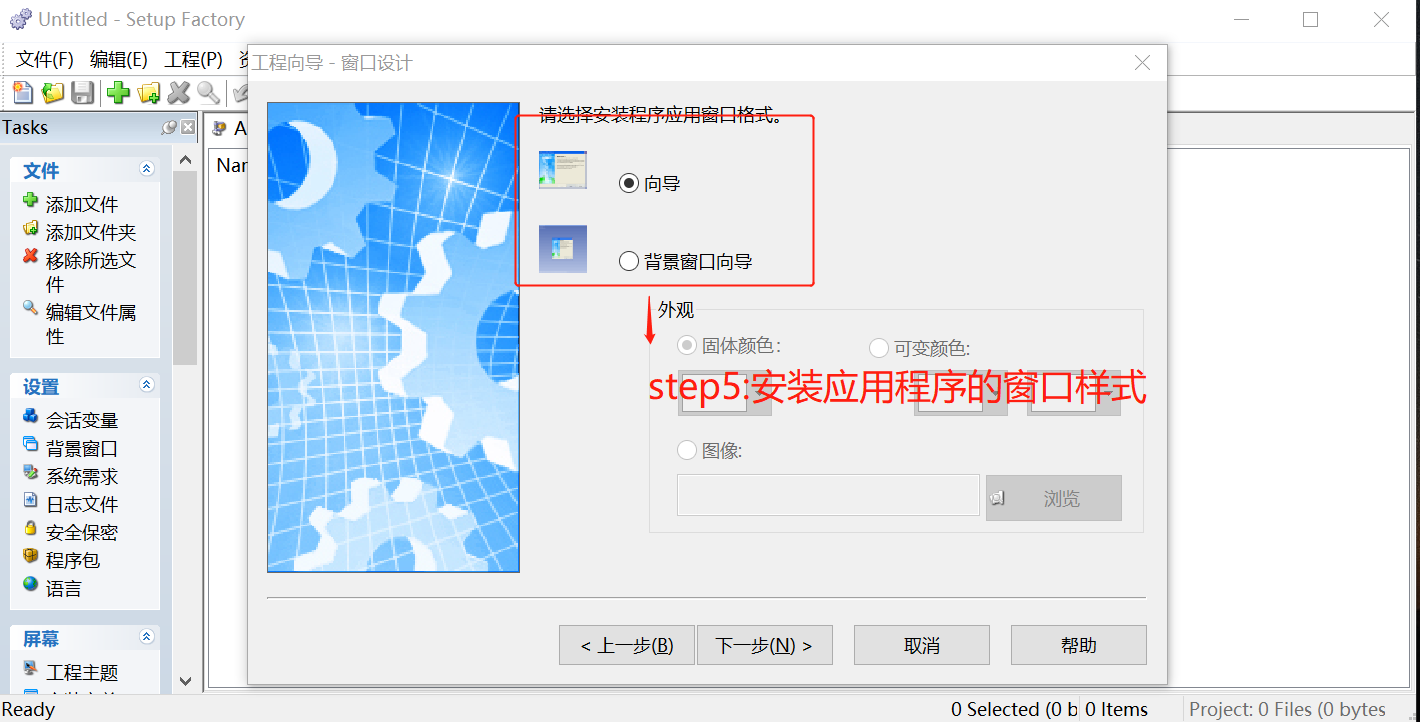 Untitled - Setup Factory
文件(F) 编辑(E) 工程(P)
工程向导 - 窗口设计
Tasks
文件
添加文件
添加文件夹
移除所选文
件
编辑文件属
性
设置
会话变量
背景窗口
系统需求
日志文件
安全保密
程序包
语言
屏幕
工程主题
请选择安装程序应用窗口格式。
向导
背景窗口向导
外观
固体颜色:
可变颜色:
step5:安装应用程序的窗口样式
图像:
浏览
< 上一步(B)
下一步(N) >
取消
帮助
Ready
0 Selected (0 b
0 Items
Project: 0 Files (0 bytes